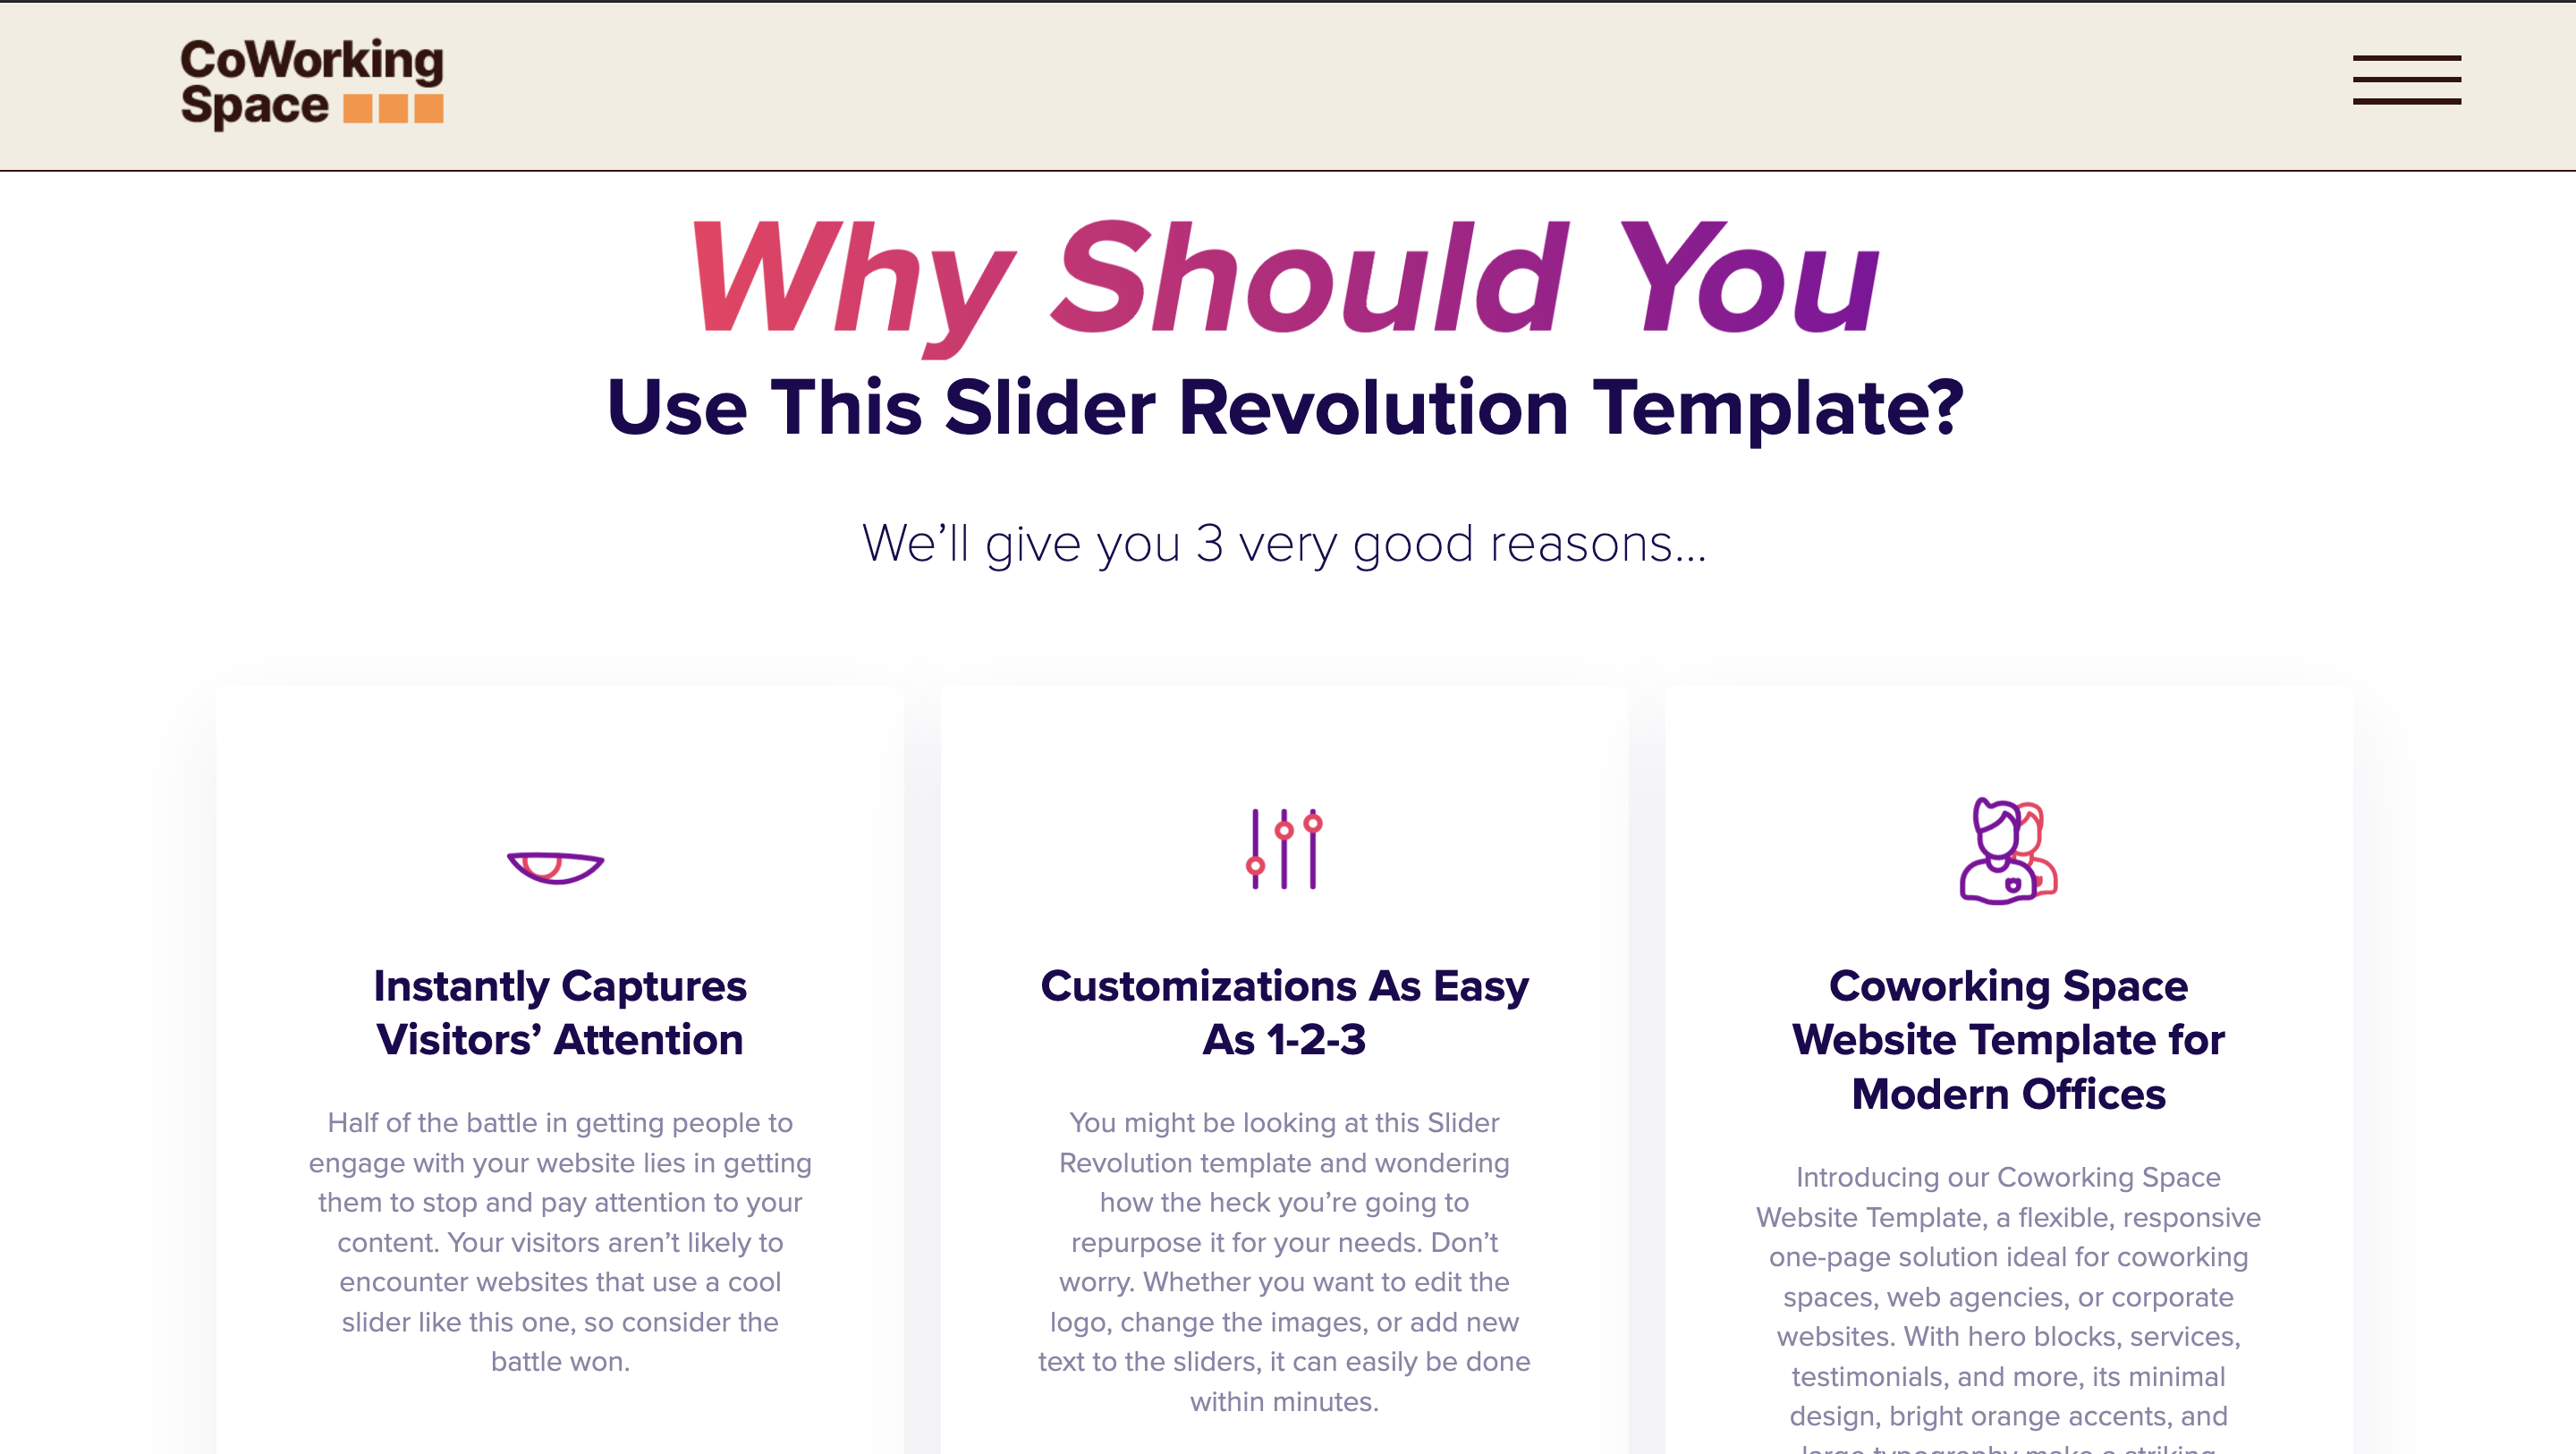 CoWorking
Space
Why Should You
Use This Slider Revolution Template?
We’ll give you 3 very good reasons...
Instantly Captures
Visitors’ Attention
Half of the battle in getting people to
engage with your website lies in getting
them to stop and pay attention to your
content. Your visitors aren’t likely to
encounter websites that use a cool
slider like this one, so consider the
battle won.
Customizations As Easy
As 1-2-3
You might be looking at this Slider
Revolution template and wondering
how the heck you’re going to
repurpose it for your needs. Don’t
worry. Whether you want to edit the
logo, change the images, or add new
text to the sliders, it can easily be done
within minutes.
Coworking Space
Website Template for
Modern Offices
Introducing our Coworking Space
Website Template, a flexible, responsive
one-page solution ideal for coworking
spaces, web agencies, or corporate
websites. With hero blocks, services,
testimonials, and more, its minimal
design, bright orange accents, and
large typography make a striking